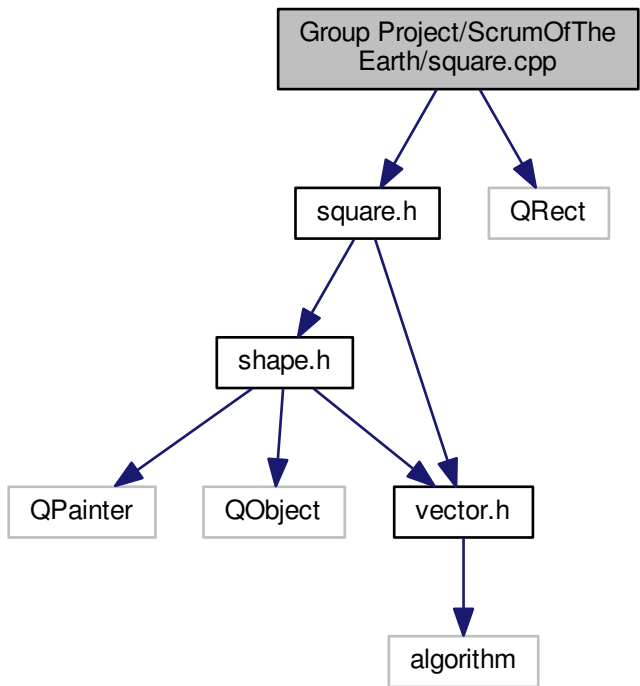 Group Project/ScrumOfThe
Earth/square.cpp
square.h
QRect
shape.h
QPainter
QObject
vector.h
algorithm